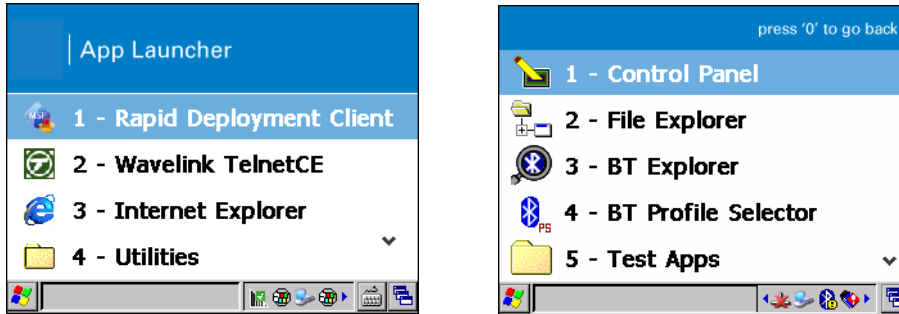 App Launcher
1 - Rapid Deployment Client
2 - Wavelink TelnetCE
3 - Internet Explorer
4 - Utilities
press ‘0’ to go back
1 - Control Panel
2 - File Explorer
3 - BT Explorer
4 - BT Profile Selector
PS
5 - Test Apps